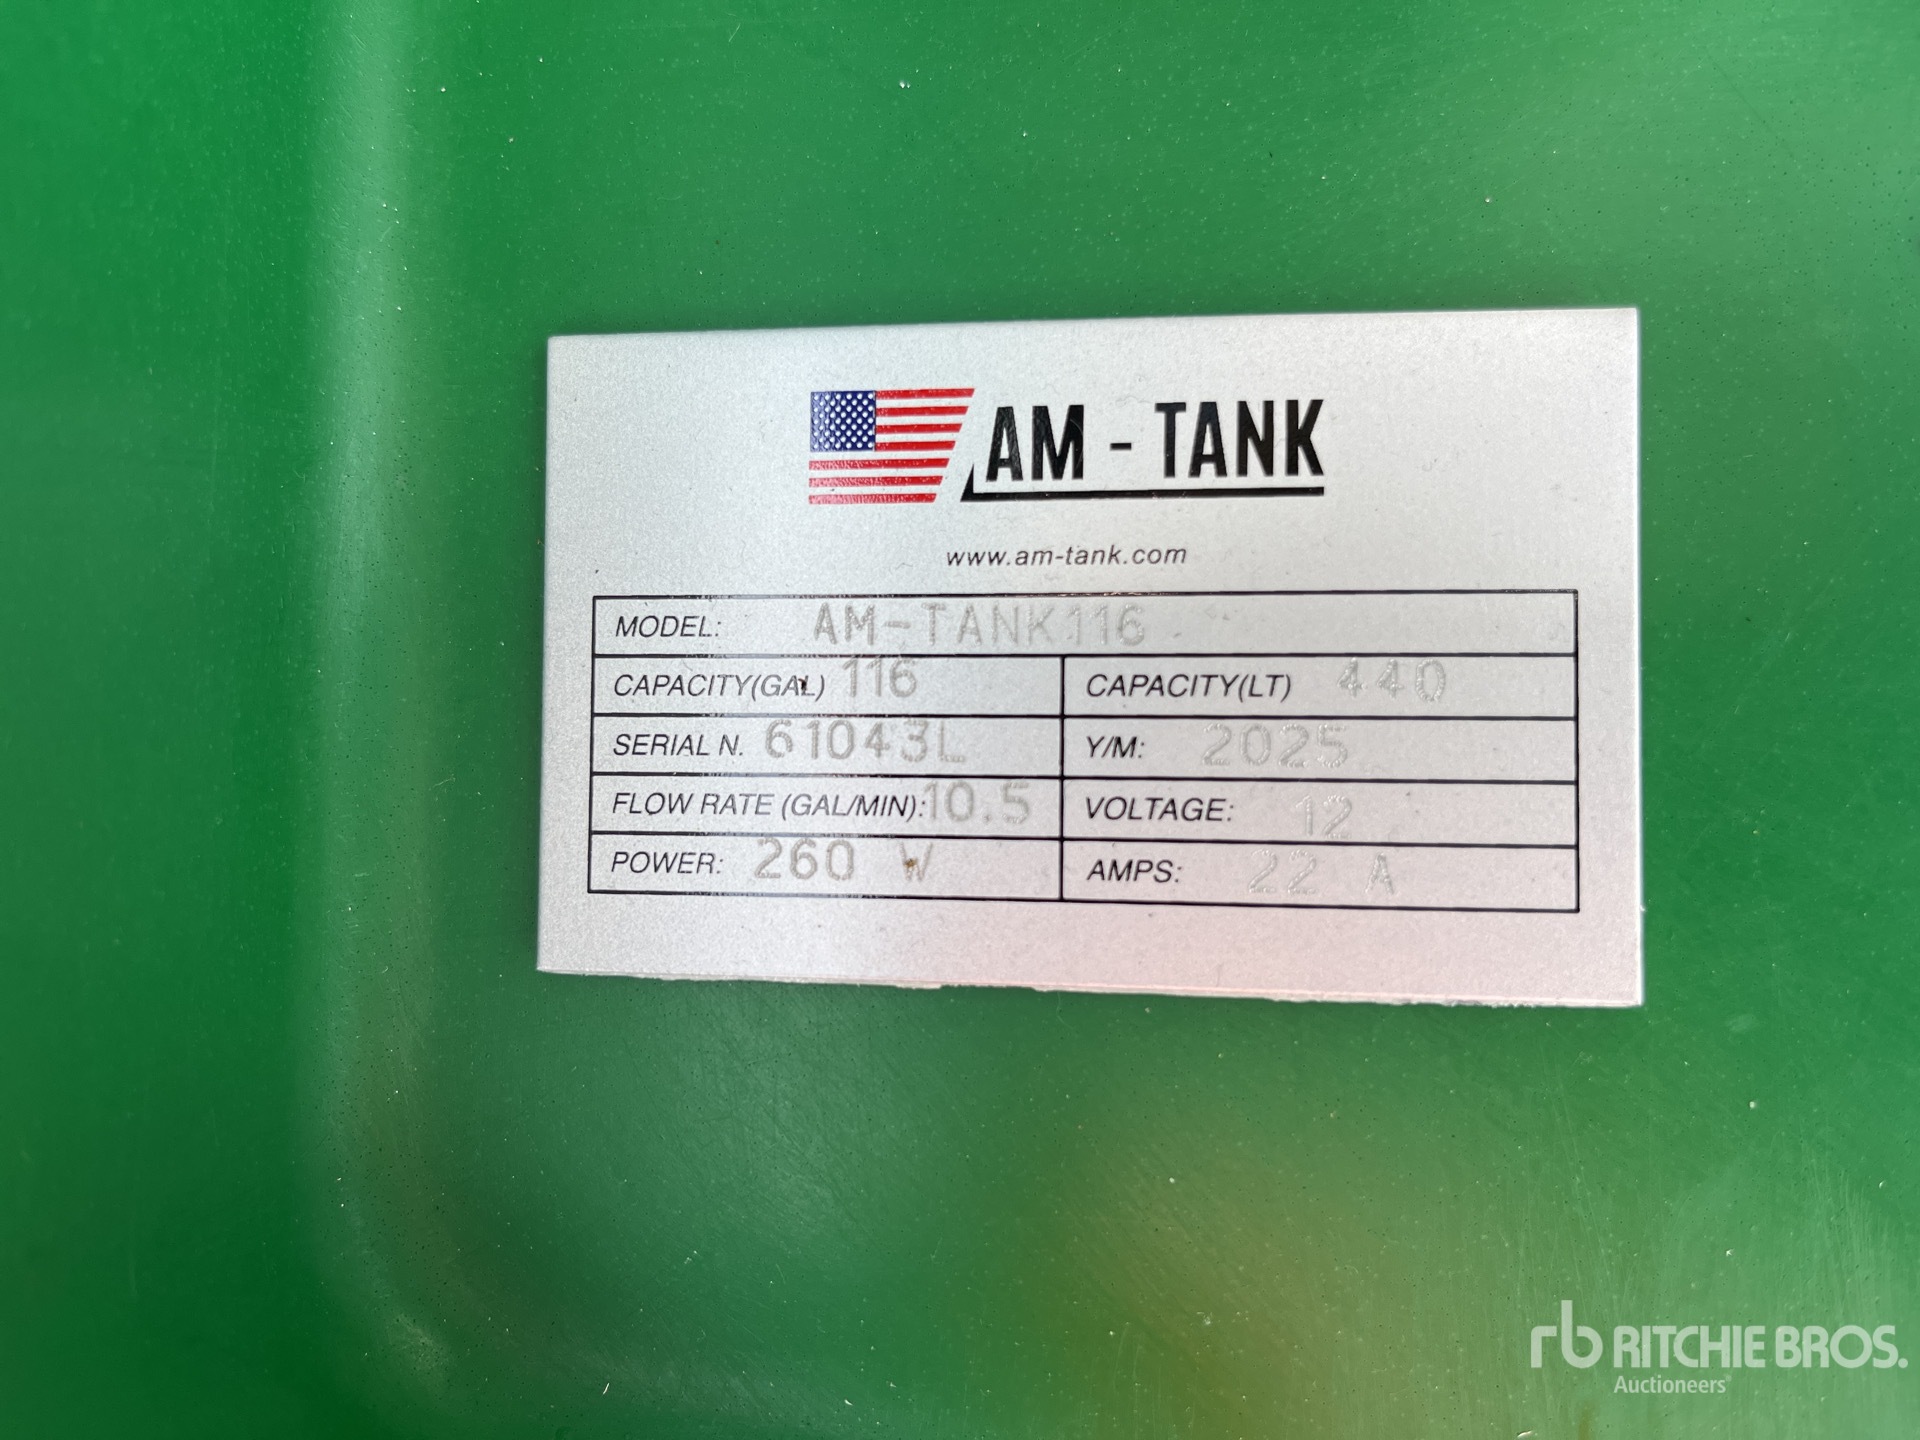 AM - TANK
www.am-tank.com
MODEL: AM-TANK116
CAPACITY(GAL) 116 CAPACITY(LT) 440
SERIAL N. 61043L Y/M: 2025
FLOW RATE (GAL/MIN): 10.5 VOLTAGE: 12
POWER: 260 W AMPS: 22 A
rb RITCHIE BROS.
Auctioneers